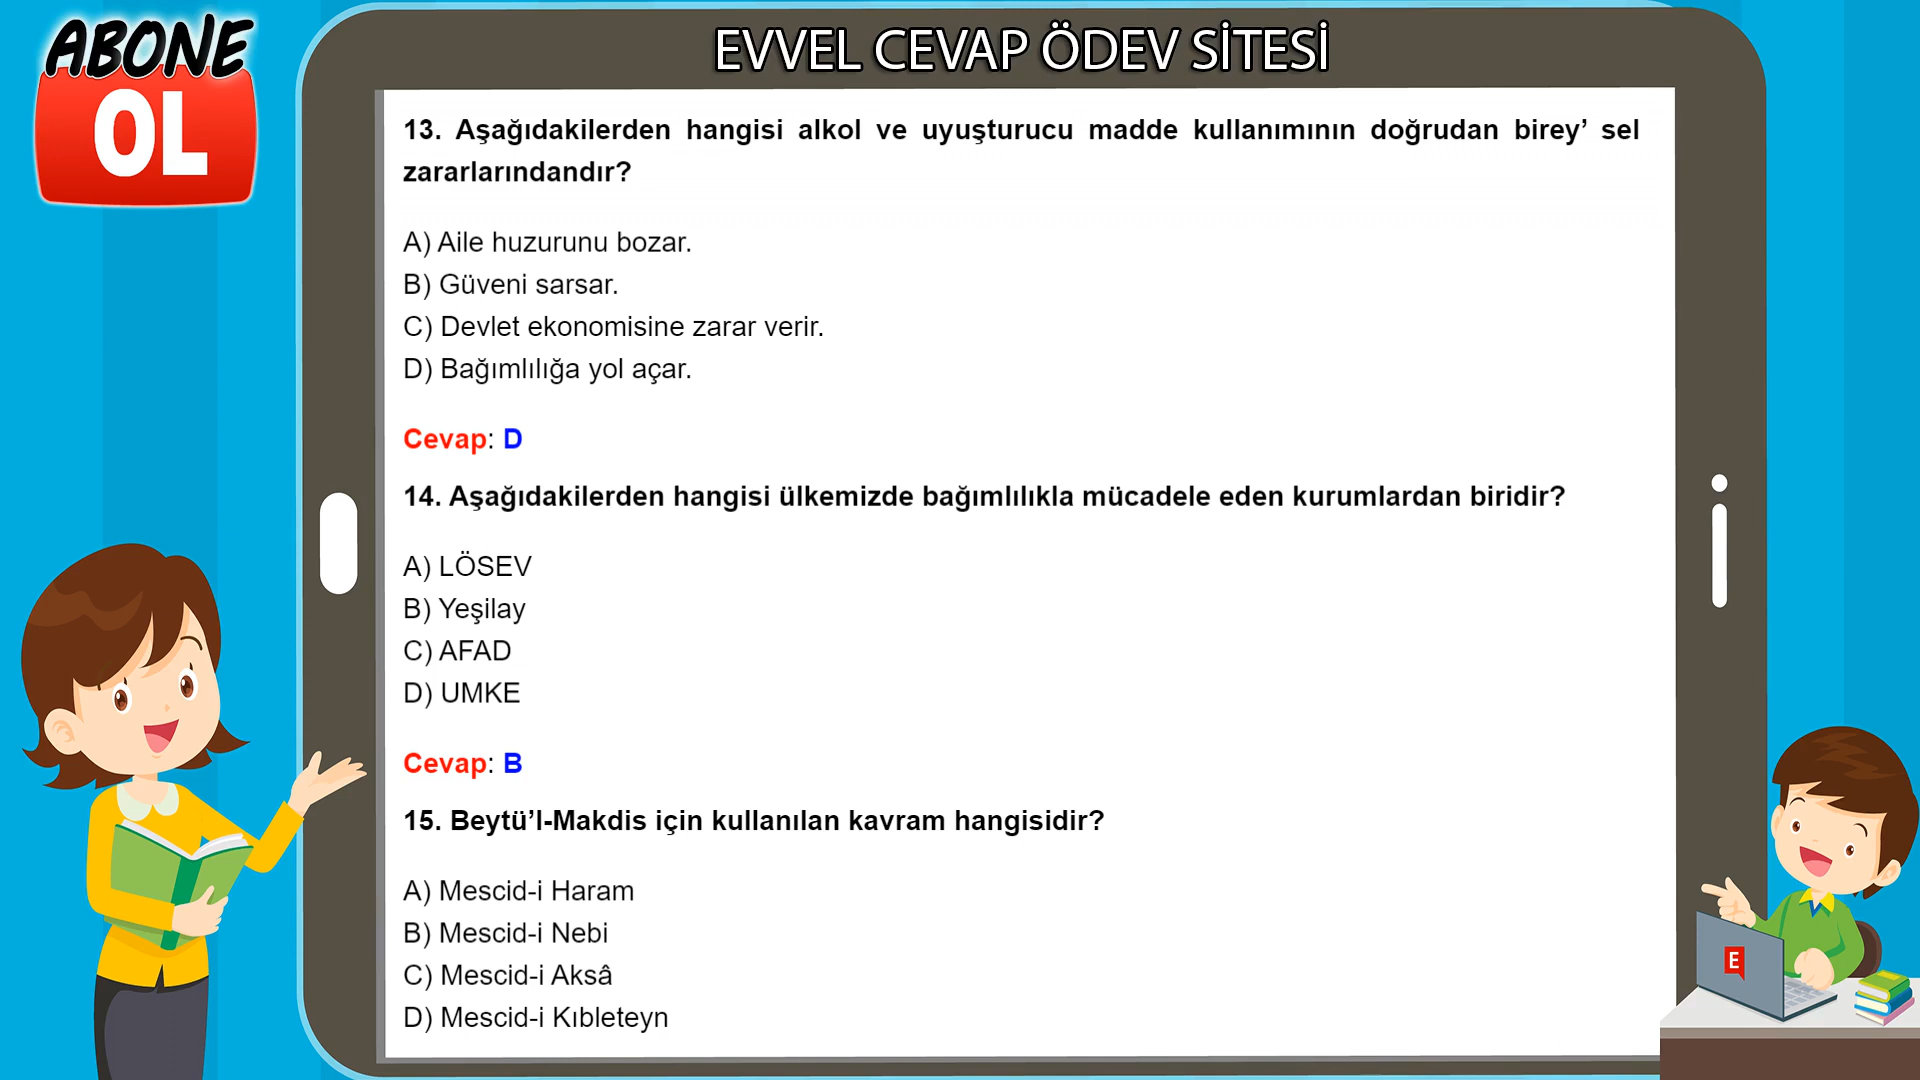 ABONE
OL
EVVEL CEVAP ÖDEV SİTESİ
13. Aşağıdakilerden hangisi alkol ve uyuşturucu madde kullanımının doğrudan birey’ sel
zararlarındandır?
A) Aile huzurunu bozar.
B) Güveni sarsar.
C) Devlet ekonomisine zarar verir.
D) Bağımlılığa yol açar.
Cevap: D
14. Aşağıdakilerden hangisi ülkemizde bağımlılıkla mücadele eden kurumlardan biridir?
A) LÖSEV
B) Yeşilay
C) AFAD
D) UMKE
Cevap: B
15. Beytü’l-Makdis için kullanılan kavram hangisidir?
A) Mescid-i Haram
B) Mescid-i Nebi
C) Mescid-i Aksâ
D) Mescid-i Kıbleteyn
E